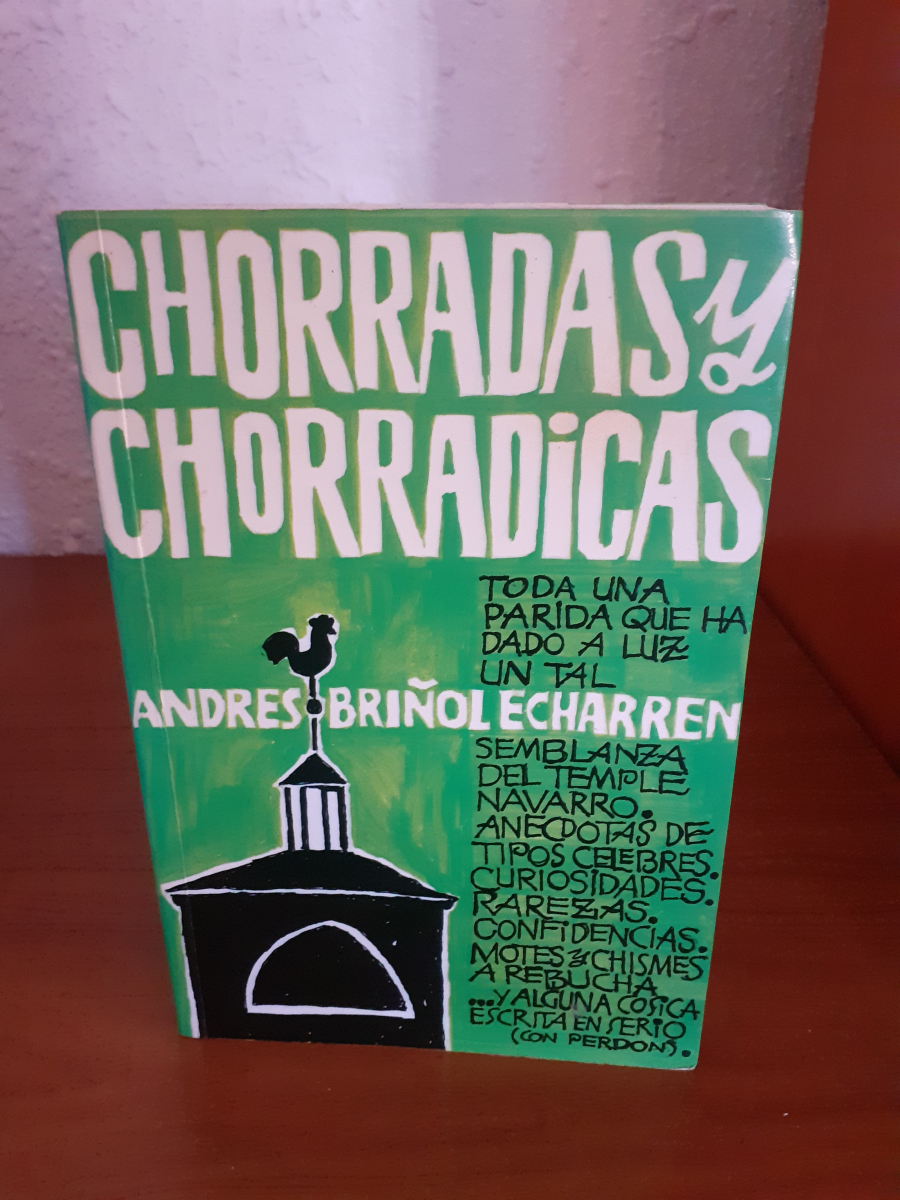 CHORRADAS y
CHORRADiCAS
TODA UNA
PARIDA QUE HA
DADO A LUZ
UN TAL
ANDRES BRIÑOL ECHARREN
SEMBLANZA
DEL TEMPLE
NAVARRO.
ANECDOTAS DE
TIPOS CELEBRES.
CURIOSIDADES.
RAREZAS.
CONFiDENCIAS.
MOTES y CHISMES
A REBUCHA
...Y ALGUNA COSiCA
ESCRITA EN SERIO
(CON PERDON).